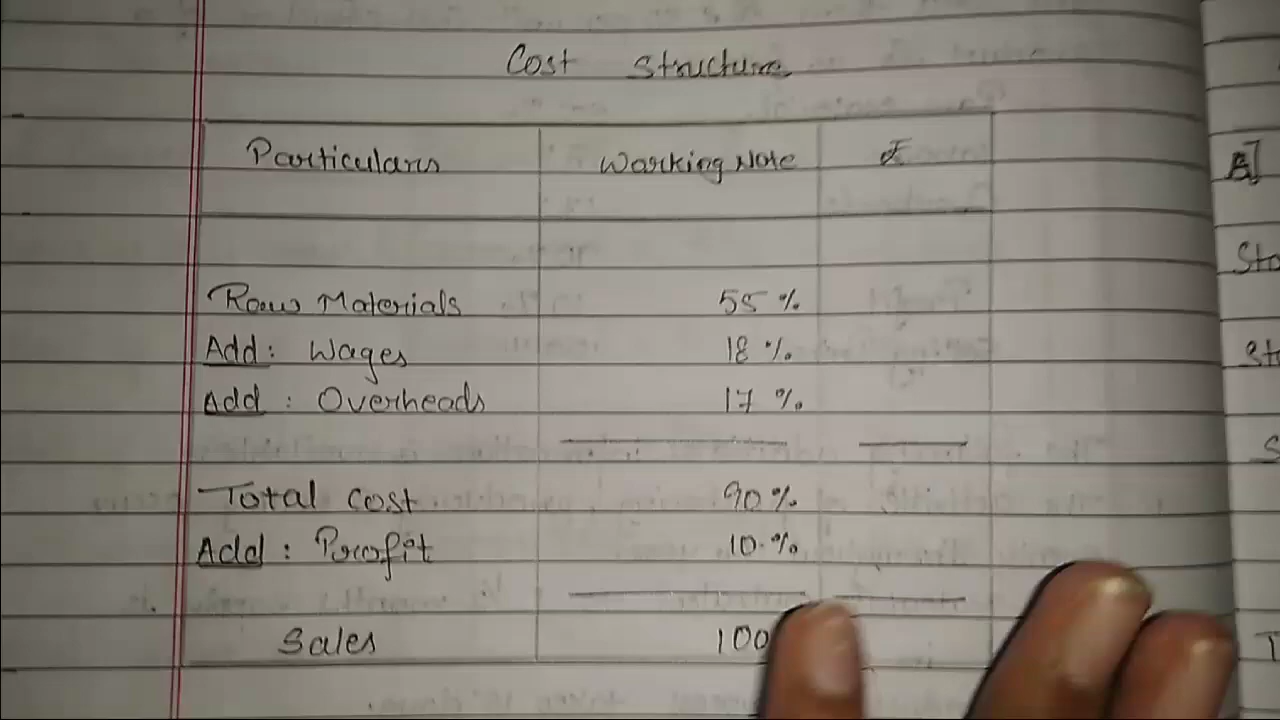 Cost Structure
Particulars Working Note ₹
Raw Materials 55 %
Add: Wages 18 %
Add : Overheads 17 %
Total Cost 90 %
Add : Profit 10 %
Sales 100
A]